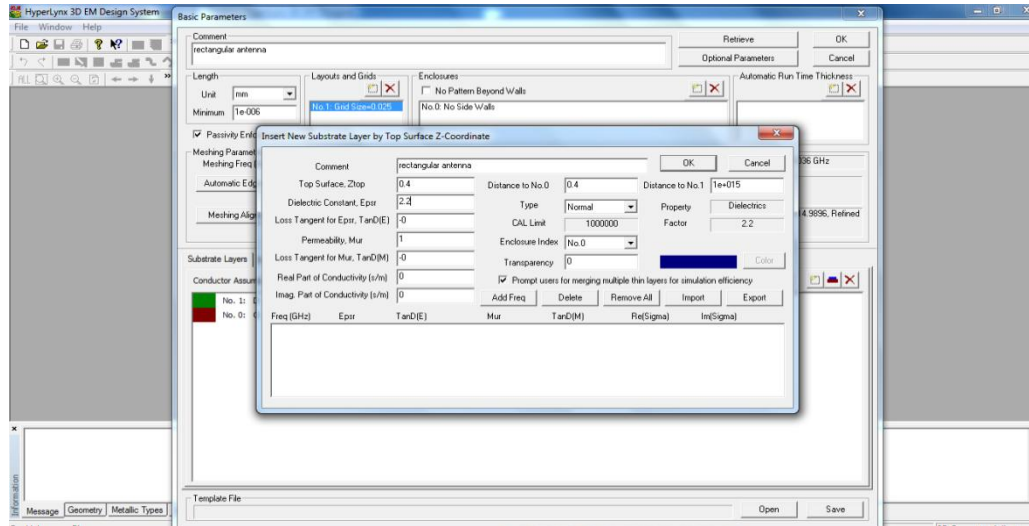 HyperLynx 3D EM Design System
Basic Parameters
File Window Help
Comment
rectangular antenna
Retrieve
OK
Optional Parameters
Cancel
Length
Unit mm
Minimum 1e-006
Layouts and Grids
No.1: Grid Size=0.025
Enclosures
No Pattern Beyond Walls
No.0: No Side Walls
Automatic Run Time Thickness
Passivity Enfo
Insert New Substrate Layer by Top Surface Z-Coordinate
Meshing Paramet
Meshing Freq (
Automatic Edg
Meshing Alig
GHz
4.9896, Refined
Comment rectangular antenna
OK Cancel
Top Surface, Ztop 0.4
Distance to No.0 0.4
Distance to No.1 1e+015
Dielectric Constant, Epsr 2.2
Type Normal
Property Dielectrics
Loss Tangent for Epsr, TanD(E) -0
CAL Limit 1000000
Factor 2.2
Permeability, Mur 1
Enclosure Index No.0
Loss Tangent for Mur, TanD(M) -0
Transparency 0
Color
Real Part of Conductivity (s/m) 0
Prompt users for merging multiple thin layers for simulation efficiency
Imag. Part of Conductivity (s/m) 0
Add Freq Delete Remove All Import Export
Freq (GHz) Epsr TanD(E) Mur TanD(M) Re(Sigma) Im(Sigma)
Substrate Layers
Conductor Assum
No. 1: D
No. 0:
Template File
Open Save
Information
Message Geometry Metallic Types